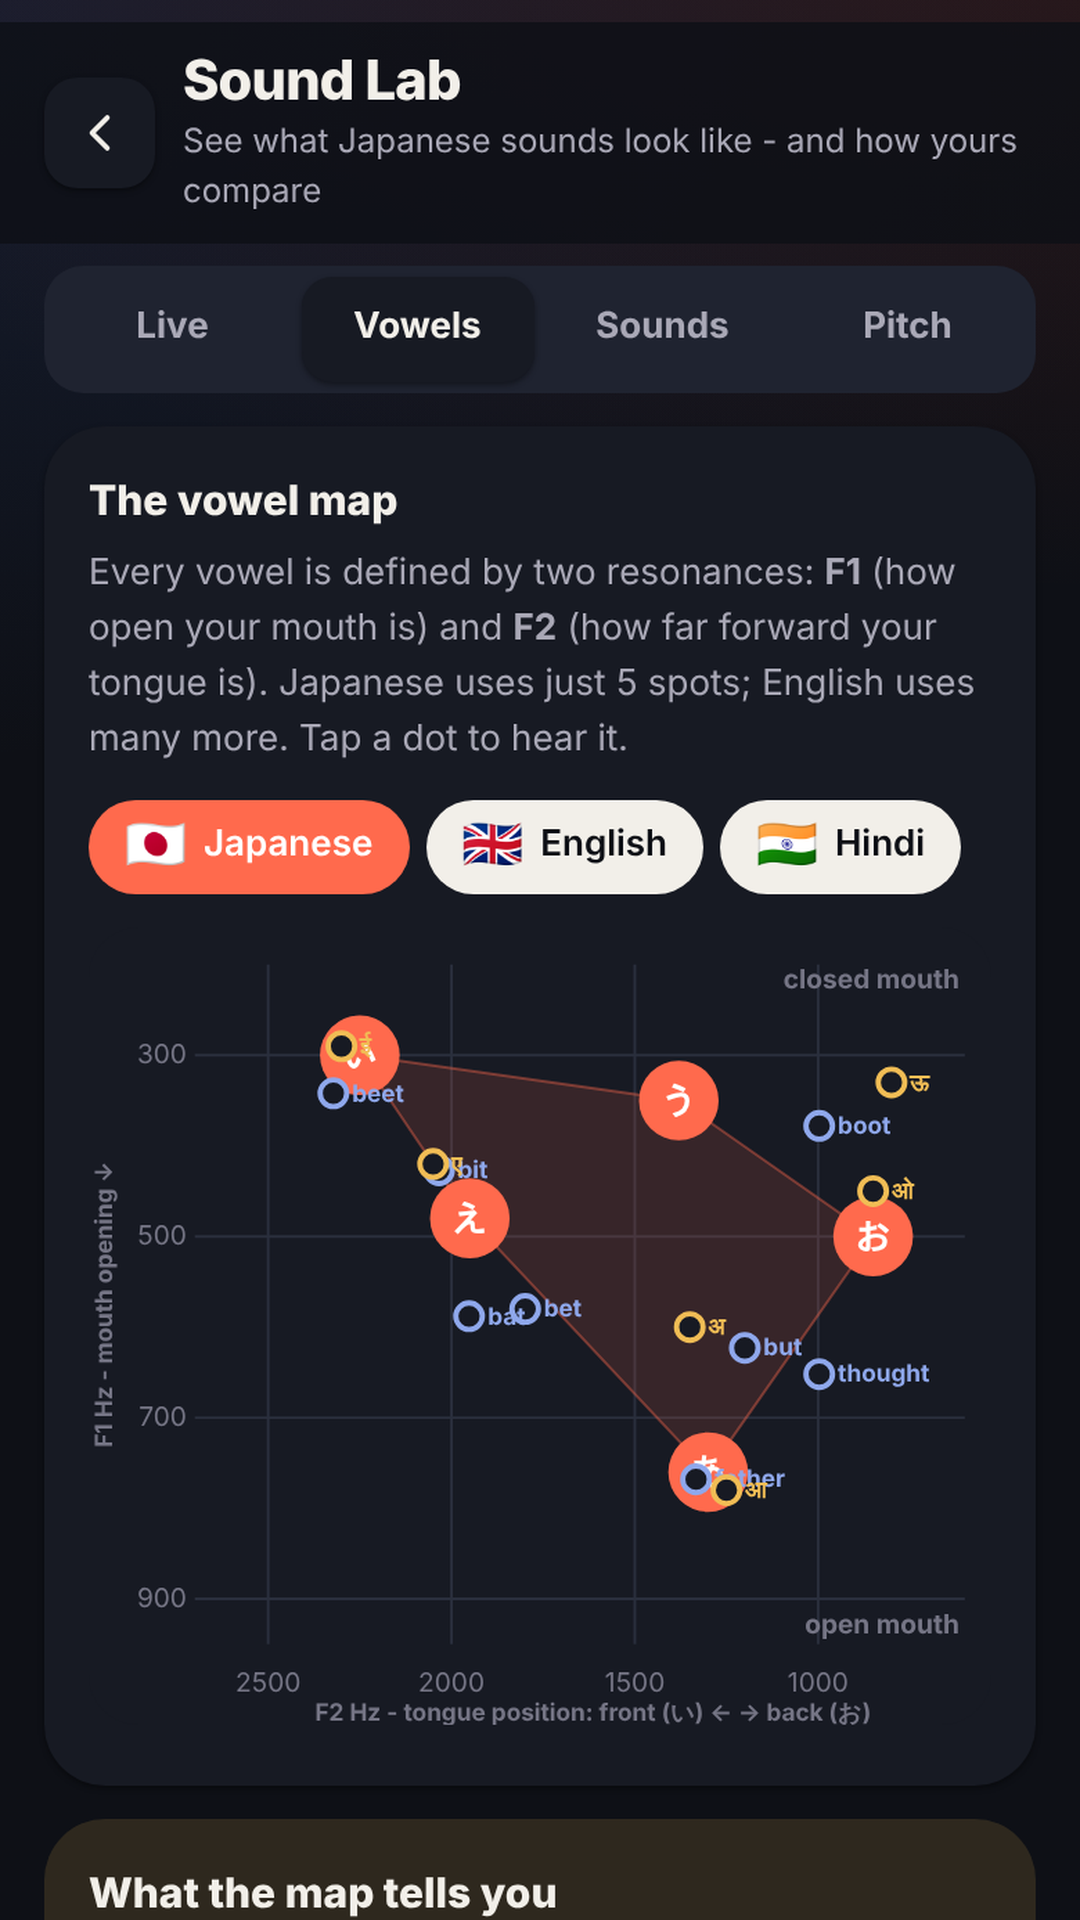 Sound Lab
See what Japanese sounds look like - and how yours
compare
Live Vowels Sounds Pitch
The vowel map
Every vowel is defined by two resonances: F1 (how
open your mouth is) and F2 (how far forward your
tongue is). Japanese uses just 5 spots; English uses
many more. Tap a dot to hear it.
Japanese English Hindi
closed mouth
300
ऊ
beet
う
boot
bit
ओ
え
500
お
bat
bet
अ
but
thought
700
आ
900
open mouth
F1 Hz - mouth opening →
2500 2000 1500 1000
F2 Hz - tongue position: front (い) ← → back (お)
What the map tells you